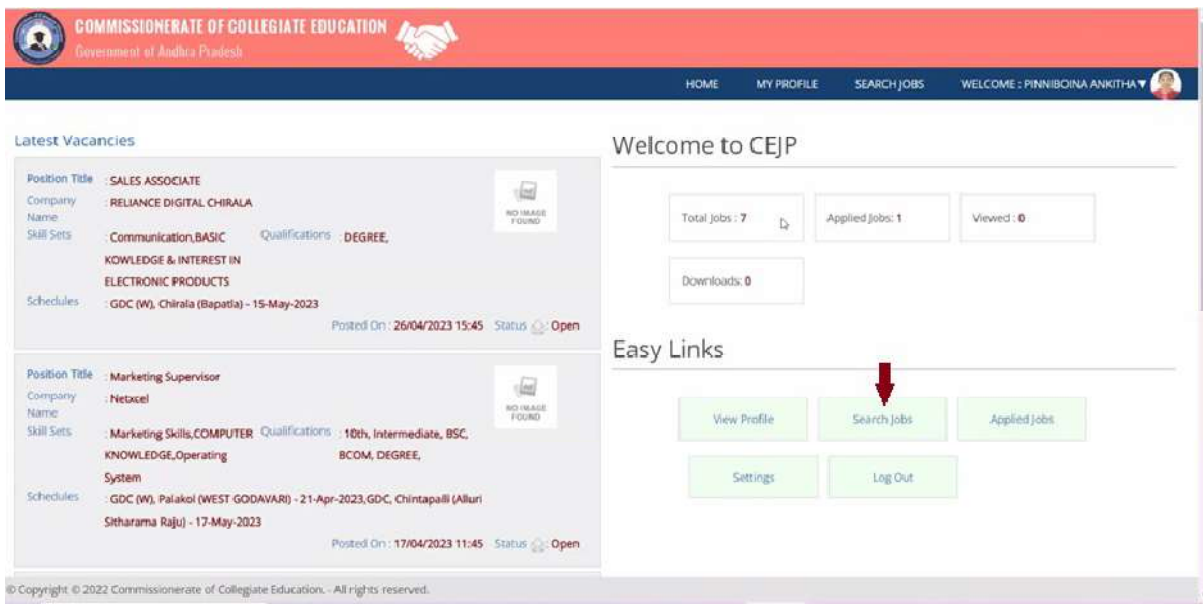 COMMISSIONERATE OF COLLEGIATE EDUCATION
Government of Andhra Pradesh
HOME MY PROFILE SEARCH JOBS WELCOME : PINNIBOINA ANKITHA ▼
Latest Vacancies
Position Title : SALES ASSOCIATE
Company Name : RELIANCE DIGITAL CHIRALA
NO IMAGE FOUND
Skill Sets : Communication,BASIC KOWLEDGE & INTEREST IN ELECTRONIC PRODUCTS
Qualifications : DEGREE,
Schedules : GDC (W), Chirala (Bapatla) - 15-May-2023
Posted On : 26/04/2023 15:45 Status : Open
Position Title : Marketing Supervisor
Company Name : Netxcel
NO IMAGE FOUND
Skill Sets : Marketing Skills,COMPUTER KNOWLEDGE,Operating System
Qualifications : 10th, Intermediate, BSC, BCOM, DEGREE,
Schedules : GDC (W), Palakol (WEST GODAVARI) - 21-Apr-2023,GDC, Chintapalli (Alluri
Sitharama Raju) - 17-May-2023
Posted On : 17/04/2023 11:45 Status : Open
Welcome to CEJP
Total Jobs : 7 Applied Jobs: 1 Viewed : 0
Downloads: 0
Easy Links
View Profile Search Jobs Applied Jobs
Settings Log Out
© Copyright © 2022 Commissionerate of Collegiate Education. - All rights reserved.